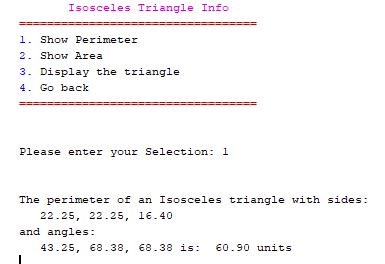 Isosceles Triangle Info
==================================
1. Show Perimeter
2. Show Area
3. Display the triangle
4. Go back
==================================
Please enter your Selection: 1
The perimeter of an Isosceles triangle with sides:
22.25, 22.25, 16.40
and angles:
43.25, 68.38, 68.38 is: 60.90 units